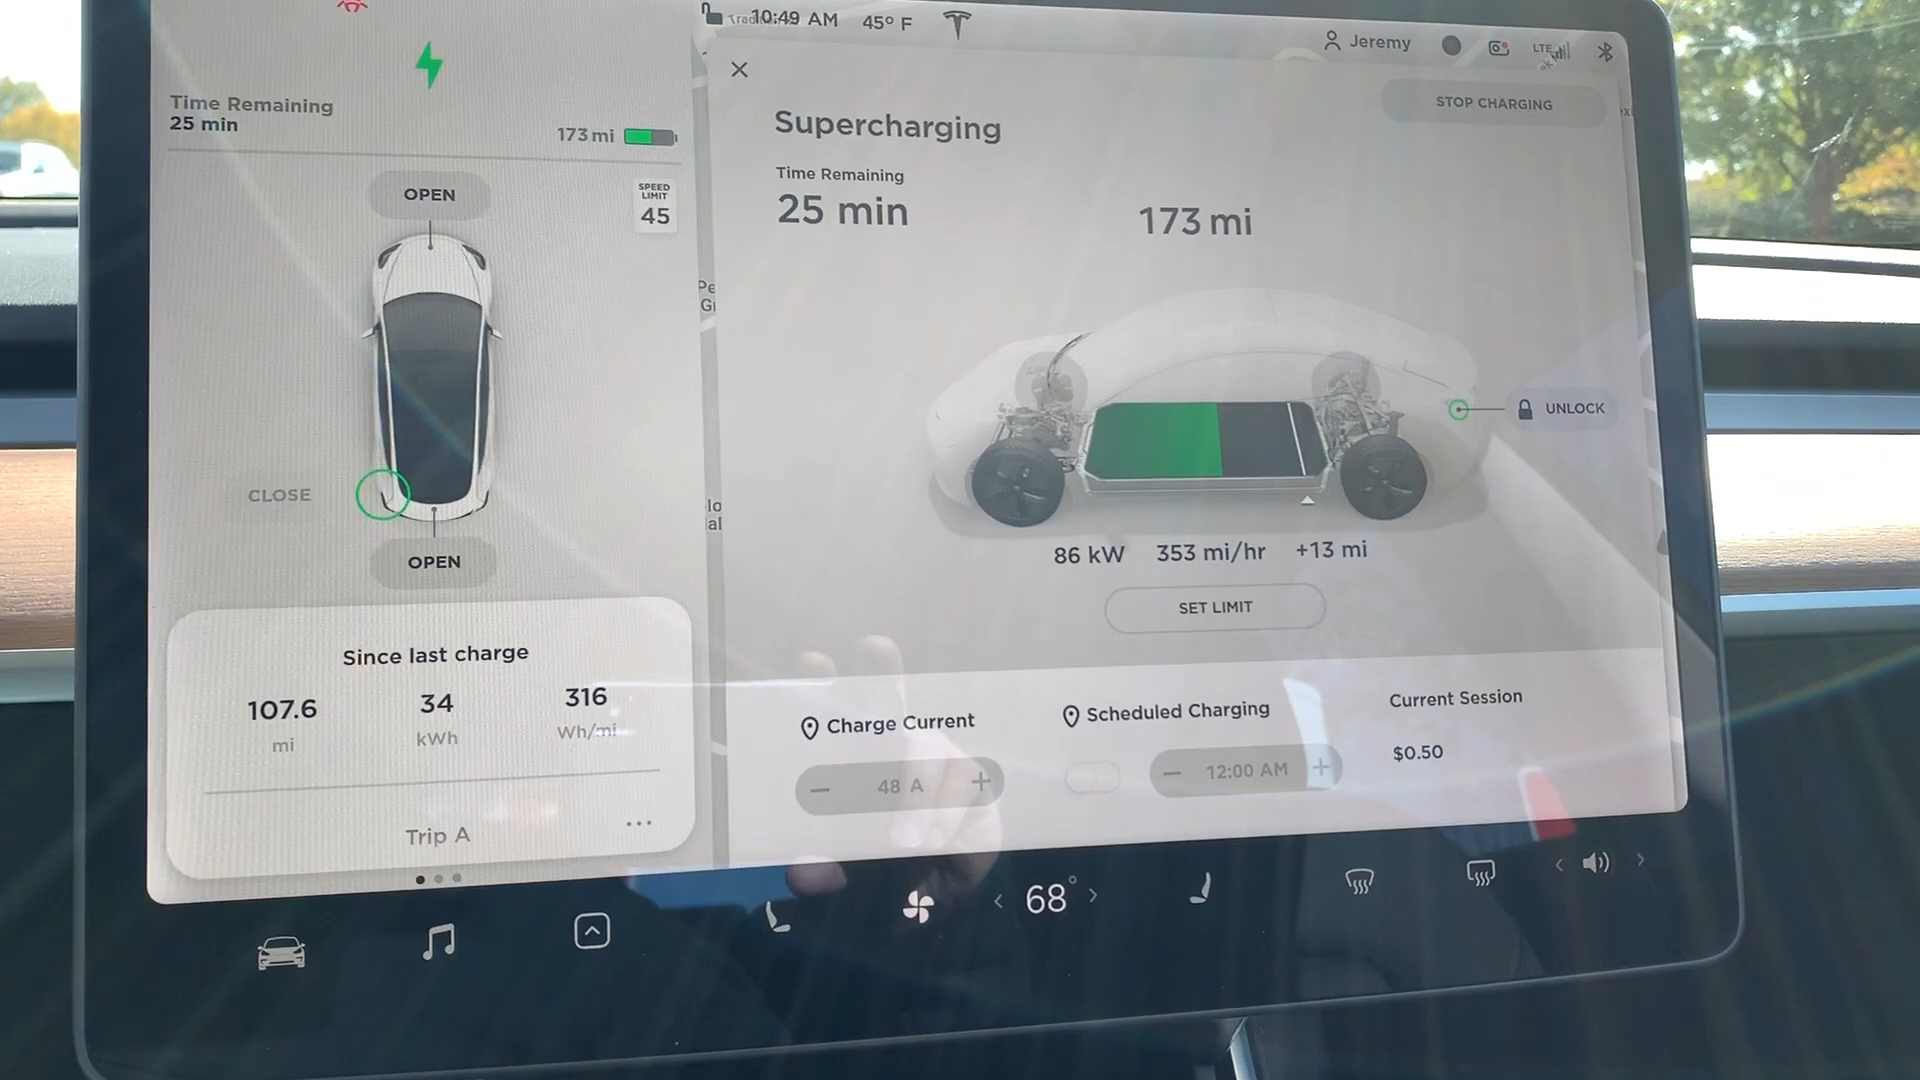 10:49 AM 45° F
Jeremy
LTE
Time Remaining
25 min
173 mi
OPEN
SPEED
LIMIT
45
CLOSE
OPEN
Since last charge
107.6
mi
34
kWh
316
Wh/mi
Trip A
STOP CHARGING
Supercharging
Time Remaining
25 min
173 mi
UNLOCK
86 kW 353 mi/hr +13 mi
SET LIMIT
Charge Current
48 A
Scheduled Charging
12:00 AM
Current Session
$0.50
68°